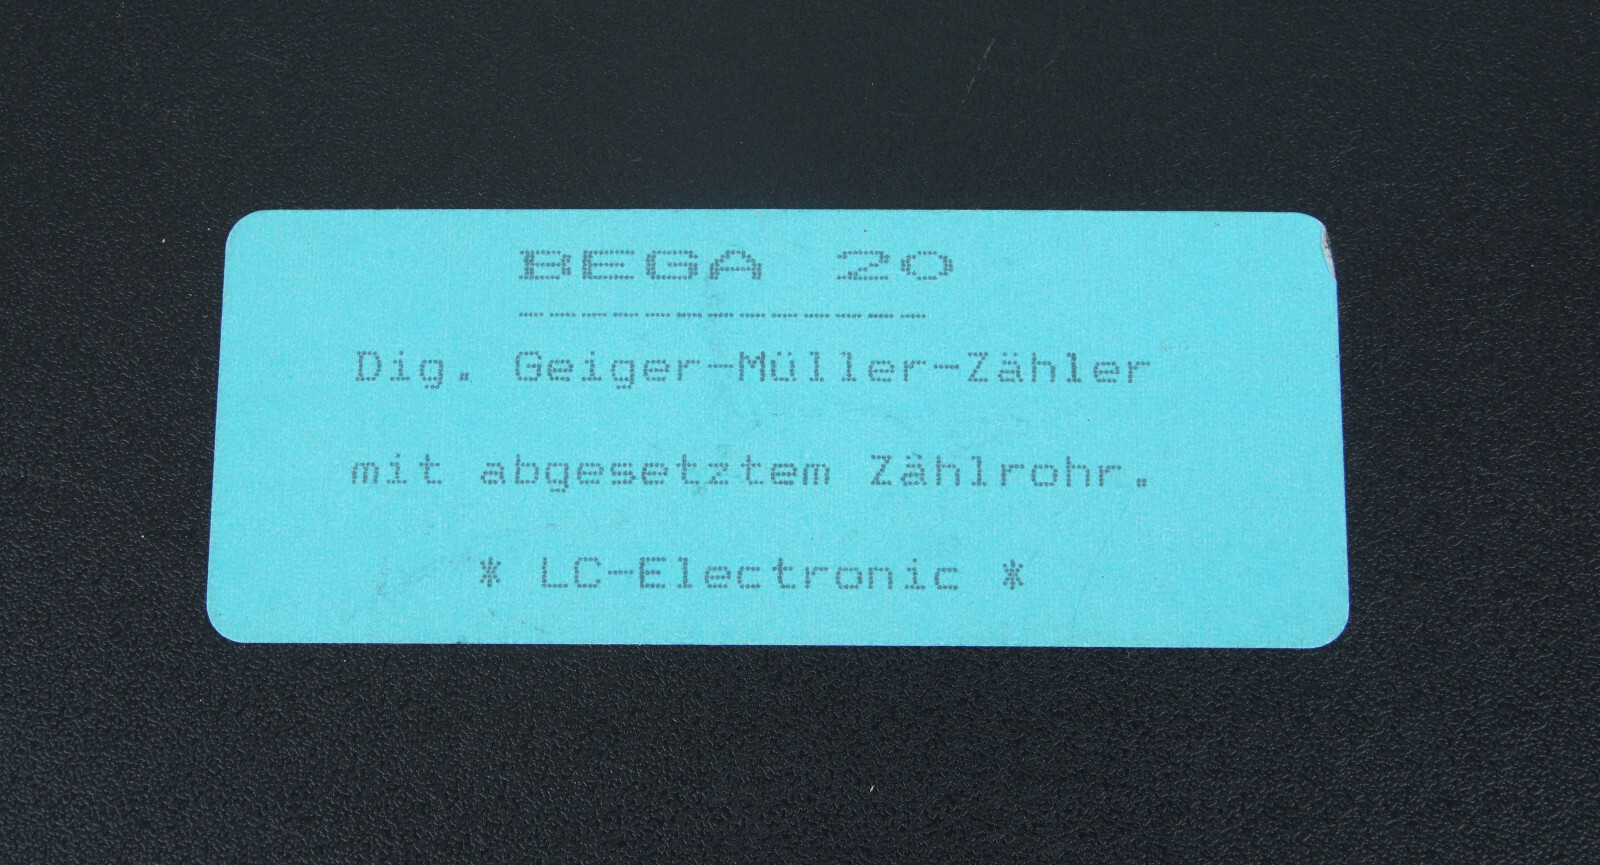 BEGA 20
-------------
Dig. Geiger-Müller-Zähler
mit abgesetztem Zählrohr.
* LC-Electronic *